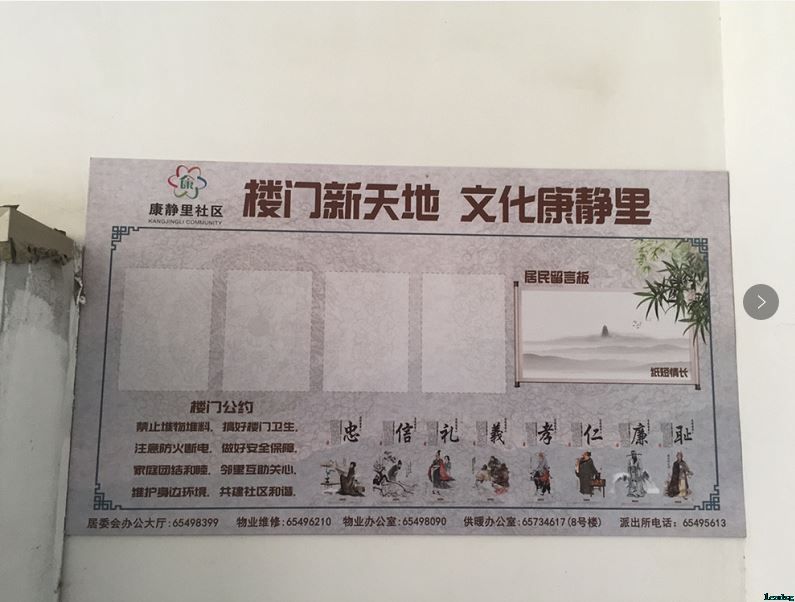 康静里社区
KANGJINGLI COMMUNITY
楼门新天地 文化康静里
居民留言板
纸短情长
楼门公约
禁止堆物堆料，搞好楼门卫生，
注意防火断电，做好安全保障，
家庭团结和睦，邻里互助关心，
维护身边环境，共建社区和谐。
忠 信 礼 義 孝 仁 廉 耻
居委会办公大厅：65498399 物业维修：65496210 物业办公室：65498090 供暖办公室：65734617(8号楼) 派出所电话：65495613